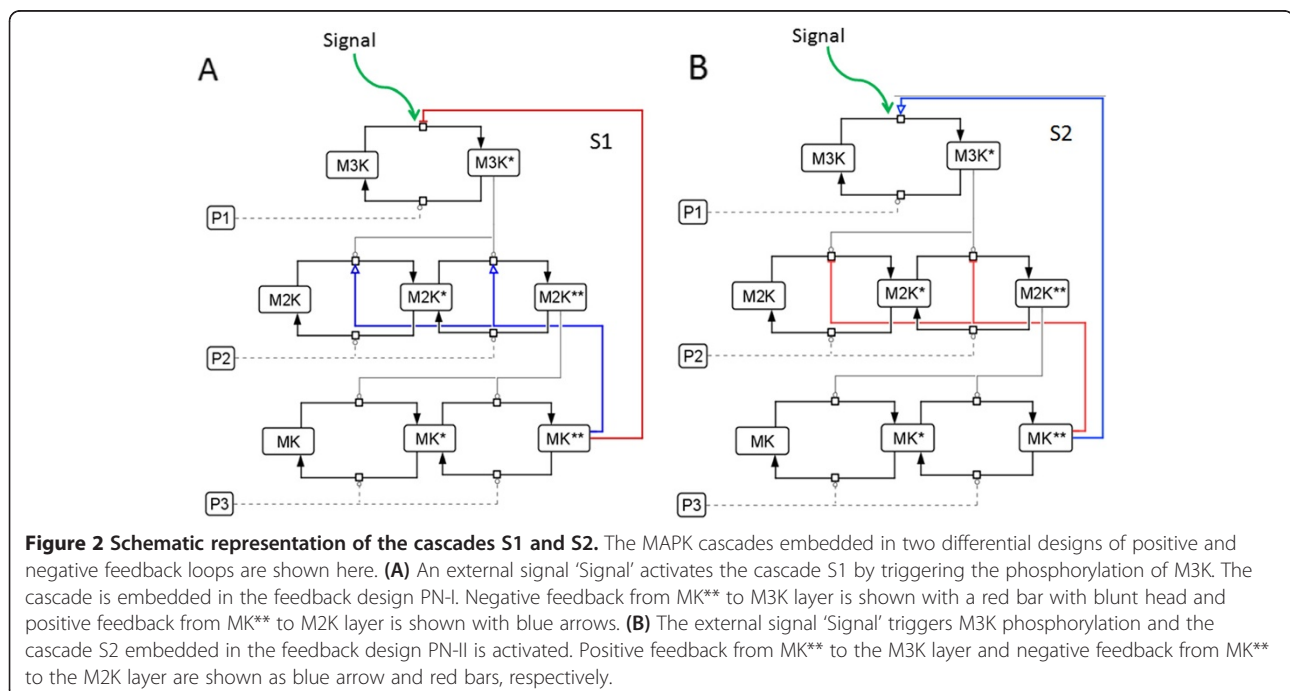 Signal
A
S1
M3K
M3K*
P1
M2K
M2K*
M2K**
P2
MK
MK*
MK**
P3
Signal
B
S2
M3K
M3K*
P1
M2K
M2K*
M2K**
P2
MK
MK*
MK**
P3
Figure 2 Schematic representation of the cascades S1 and S2. The MAPK cascades embedded in two differential designs of positive and
negative feedback loops are shown here. (A) An external signal ‘Signal’ activates the cascade S1 by triggering the phosphorylation of M3K. The
cascade is embedded in the feedback design PN-I. Negative feedback from MK** to M3K layer is shown with a red bar with blunt head and
positive feedback from MK** to M2K layer is shown with blue arrows. (B) The external signal ‘Signal’ triggers M3K phosphorylation and the
cascade S2 embedded in the feedback design PN-II is activated. Positive feedback from MK** to the M3K layer and negative feedback from MK**
to the M2K layer are shown as blue arrow and red bars, respectively.